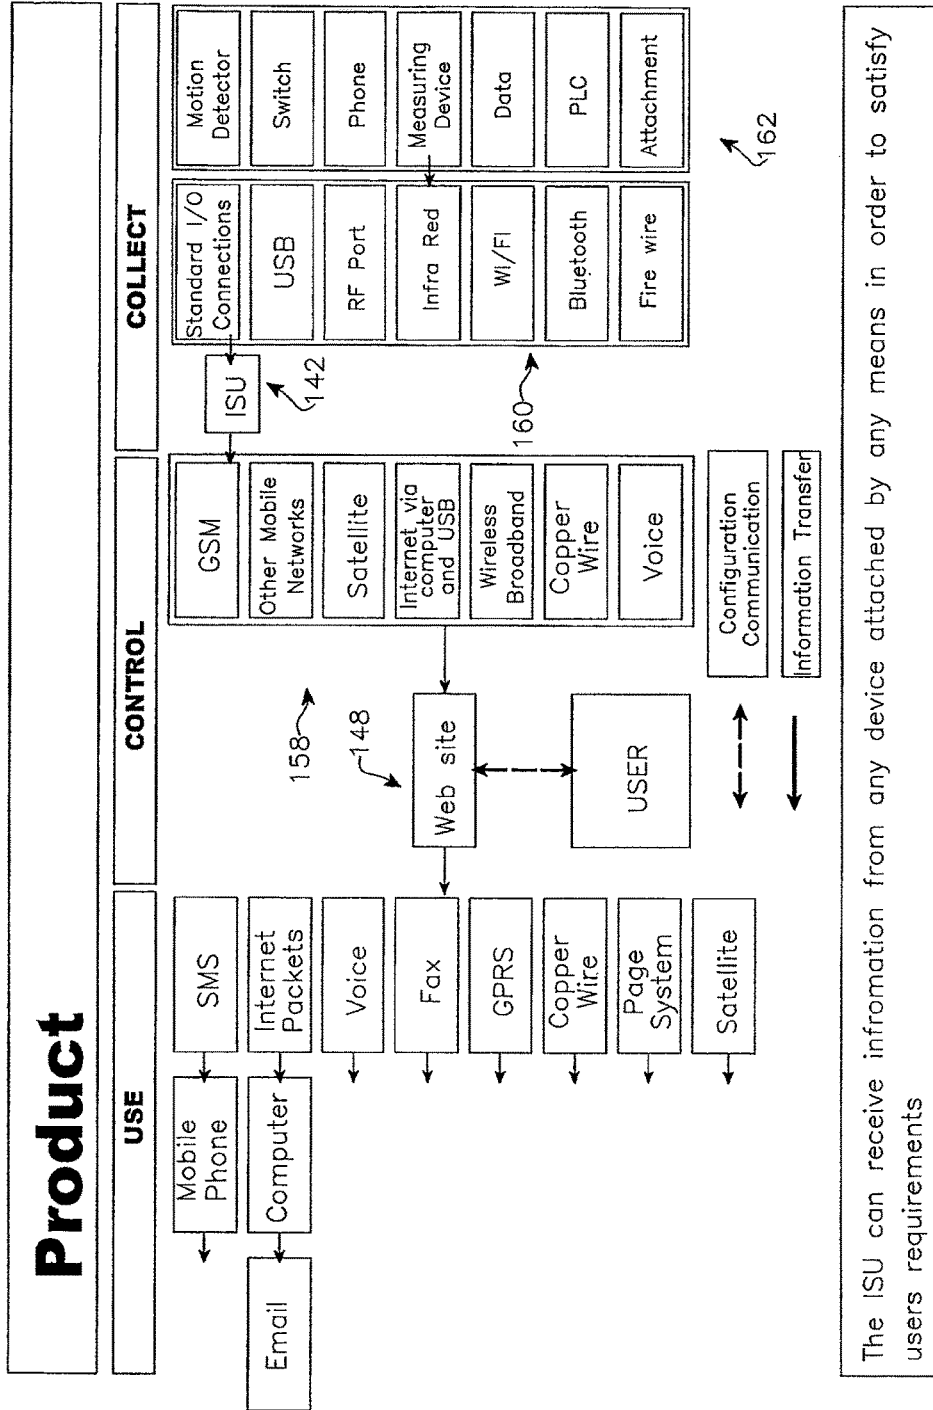 Product
USE
CONTROL
COLLECT
Email
Mobile
Phone
Computer
SMS
Internet
Packets
Voice
Fax
GPRS
Copper
Wire
Page
System
Satellite
158
148
Web site
USER
GSM
Other Mobile
Networks
Satellite
Internet via
computer
and USB
Wireless
Broadband
Copper
Wire
Voice
Configuration
Communication
Information Transfer
ISU
142
160
Standard I/O
Connections
USB
RF Port
Infra Red
WI/FI
Bluetooth
Fire wire
Motion
Detector
Switch
Phone
Measuring
Device
Data
PLC
Attachment
162
The ISU can receive infromation from any device attached by any means in order to satisfy
users requirements